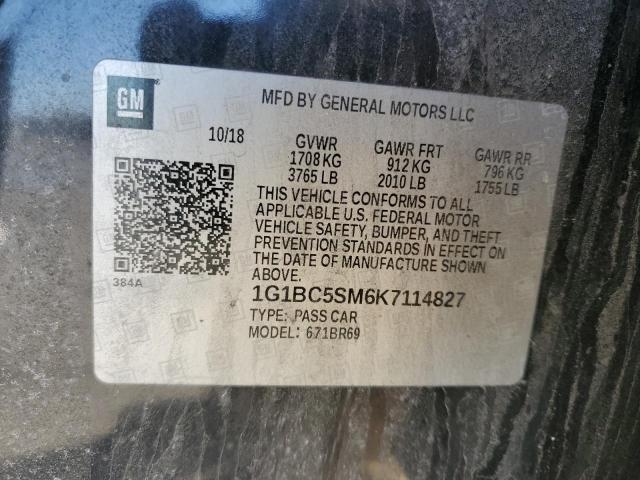 GM
MFD BY GENERAL MOTORS LLC
10/18
GVWR GAWR FRT GAWR RR
1708 KG 912 KG 796 KG
3765 LB 2010 LB 1755 LB
THIS VEHICLE CONFORMS TO ALL
APPLICABLE U.S. FEDERAL MOTOR
VEHICLE SAFETY, BUMPER, AND THEFT
PREVENTION STANDARDS IN EFFECT ON
THE DATE OF MANUFACTURE SHOWN
ABOVE.
384A
1G1BC5SM6K7114827
TYPE: PASS CAR
MODEL: 671BR69